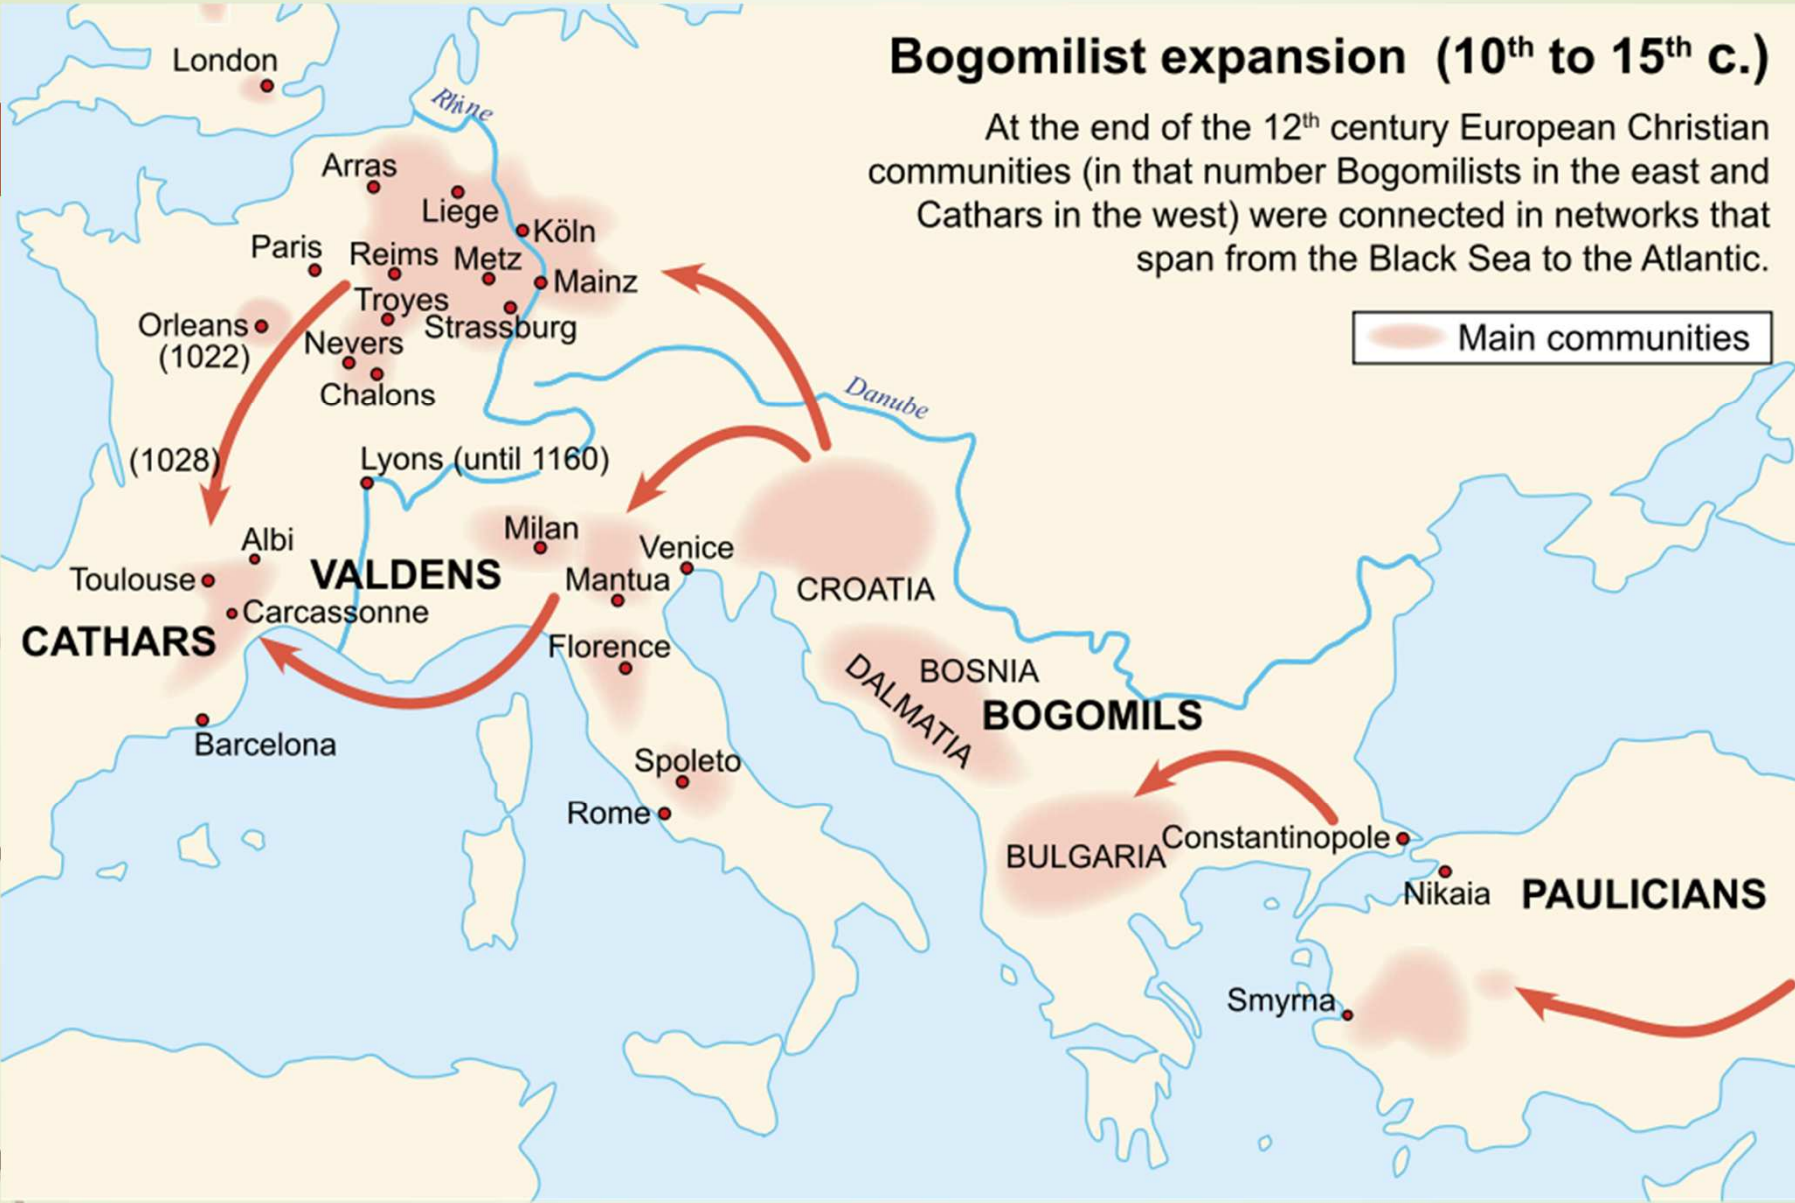 Bogomilist expansion (10th to 15th c.)
At the end of the 12th century European Christian
communities (in that number Bogomilists in the east and
Cathars in the west) were connected in networks that
span from the Black Sea to the Atlantic.
Main communities
London
Rhine
Arras
Liege
Köln
Paris
Reims
Metz
Mainz
Troyes
Strassburg
Orleans
(1022)
Nevers
Chalons
Danube
(1028)
Lyons (until 1160)
Milan
Albi
Venice
Toulouse
VALDENS
Mantua
CROATIA
Carcassonne
CATHARS
Florence
BOSNIA
DALMATIA
BOGOMILS
Barcelona
Spoleto
Rome
BULGARIA
Constantinopole
Nikaia
PAULICIANS
Smyrna